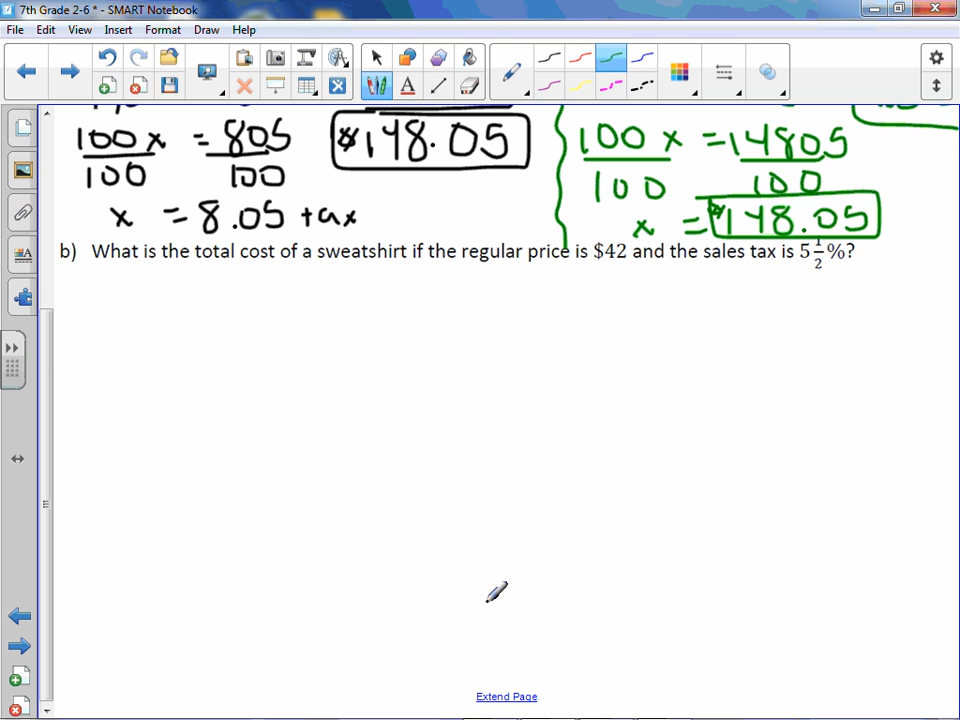 7th Grade 2-6 * - SMART Notebook
File Edit View Insert Format Draw Help
100x = 805 $148.05
100 100
x = 8.05 tax
100x = 14805
100 100
x = $148.05
b) What is the total cost of a sweatshirt if the regular price is $42 and the sales tax is 5 1/2 %?
Extend Page